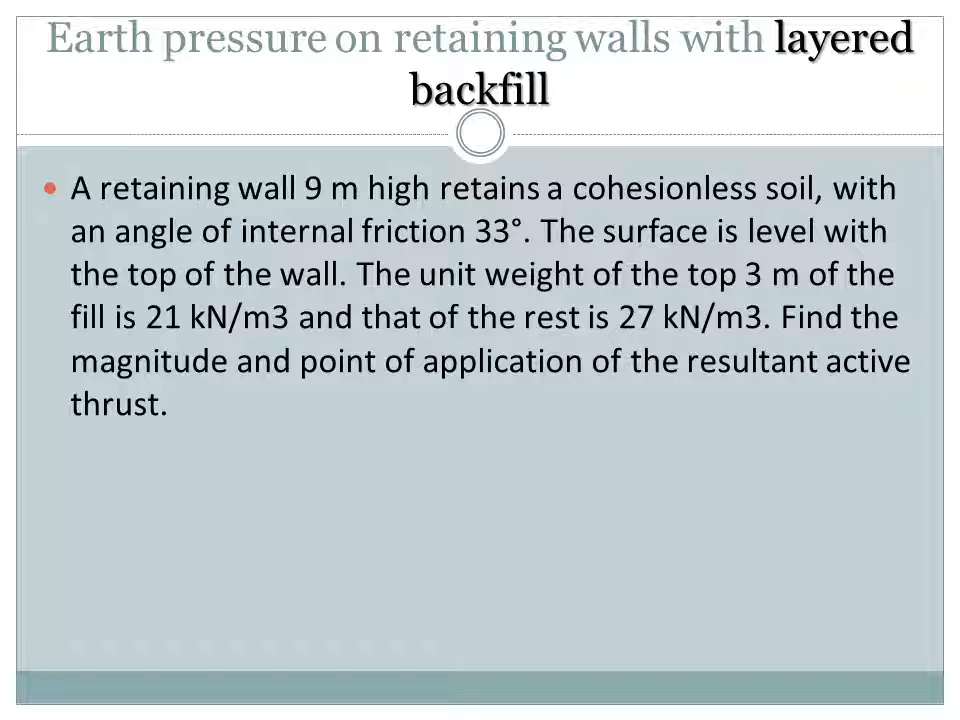 Earth pressure on retaining walls with layered
backfill
• A retaining wall 9 m high retains a cohesionless soil, with
an angle of internal friction 33°. The surface is level with
the top of the wall. The unit weight of the top 3 m of the
fill is 21 kN/m3 and that of the rest is 27 kN/m3. Find the
magnitude and point of application of the resultant active
thrust.